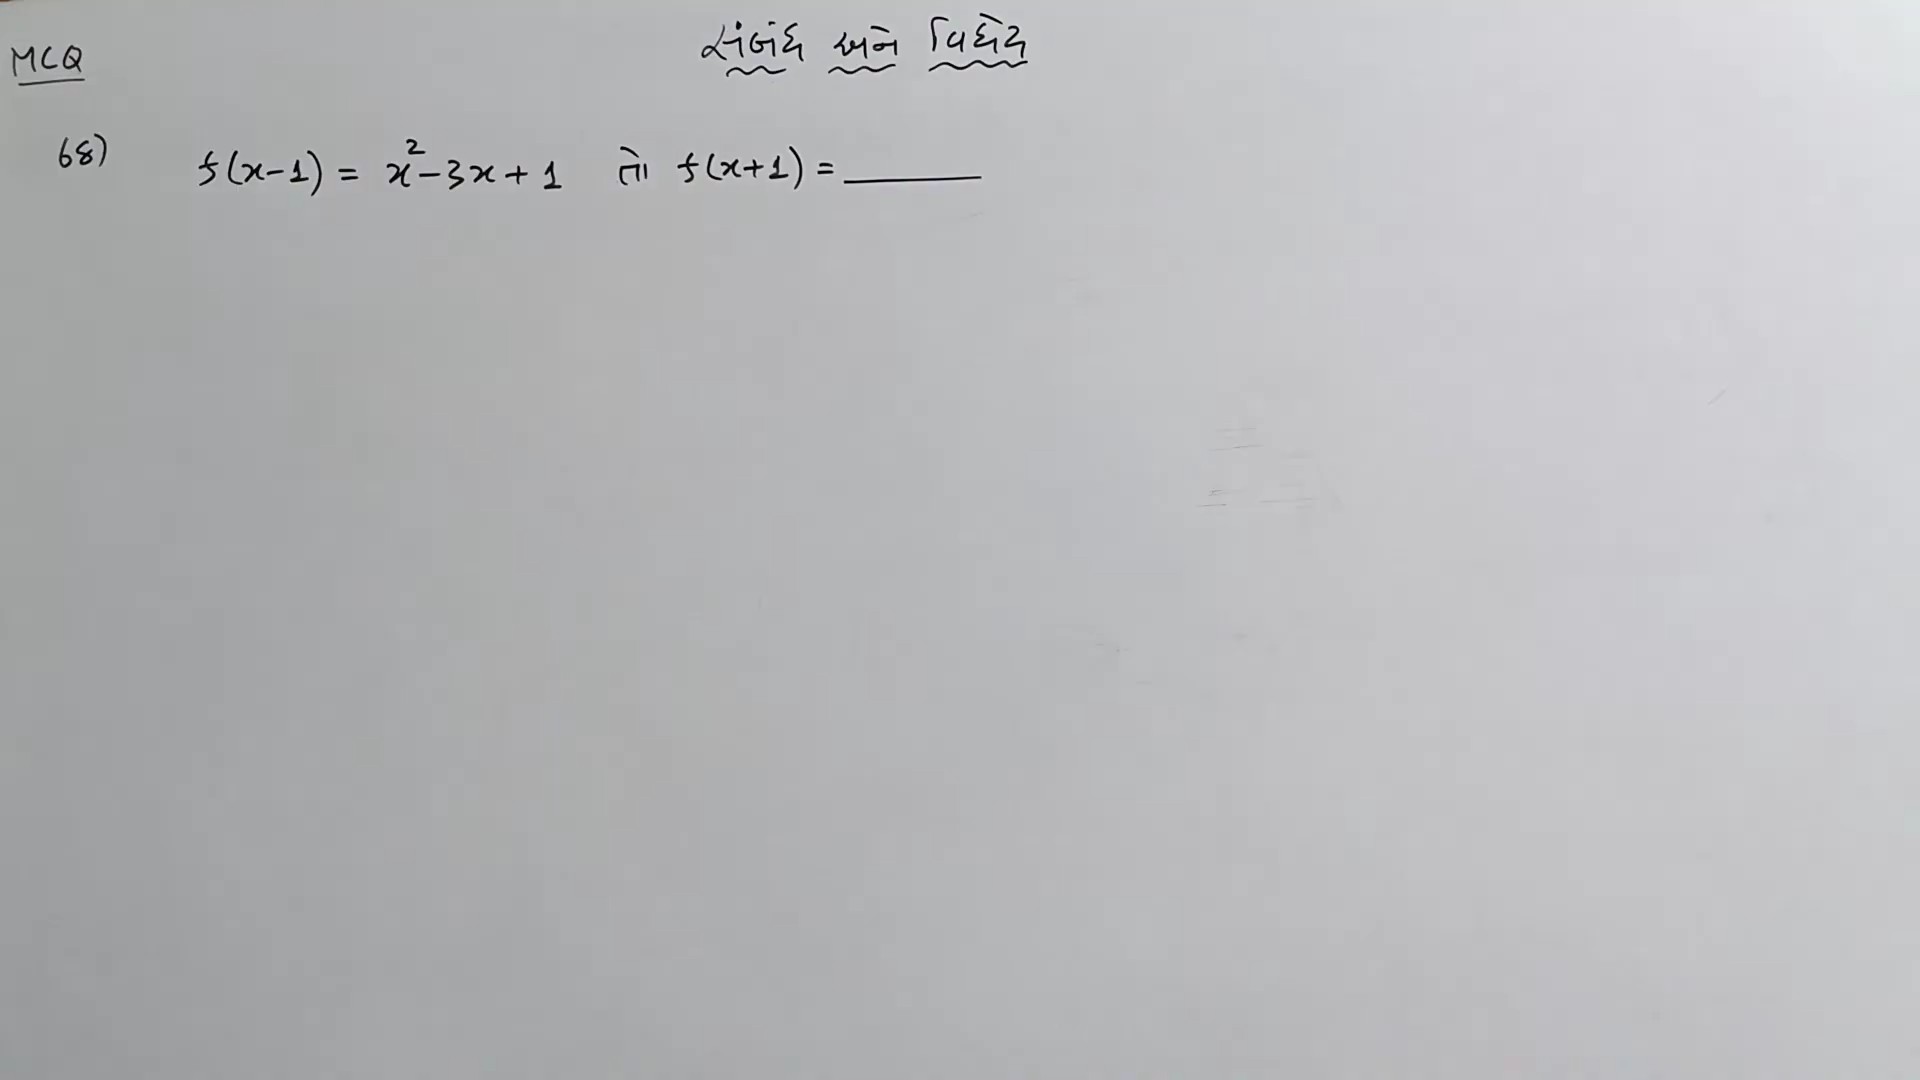 MCQ
સંબંધ અને વિધેય
68) f(x-1) = x²-3x+1 તો f(x+1) = ______